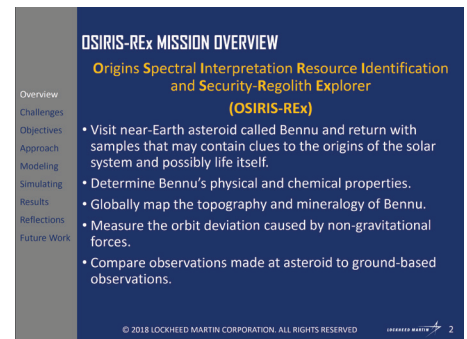 OSIRIS-REx MISSION OVERVIEW
Origins Spectral Interpretation Resource Identification
and Security-Regolith Explorer
(OSIRIS-REx)
Overview
Challenges
Objectives
Approach
Modeling
Simulating
Results
Reflections
Future Work
• Visit near-Earth asteroid called Bennu and return with
samples that may contain clues to the origins of the solar
system and possibly life itself.
• Determine Bennu's physical and chemical properties.
• Globally map the topography and mineralogy of Bennu.
• Measure the orbit deviation caused by non-gravitational
forces.
• Compare observations made at asteroid to ground-based
observations.
© 2018 LOCKHEED MARTIN CORPORATION. ALL RIGHTS RESERVED
LOCKHEED MARTIN
2